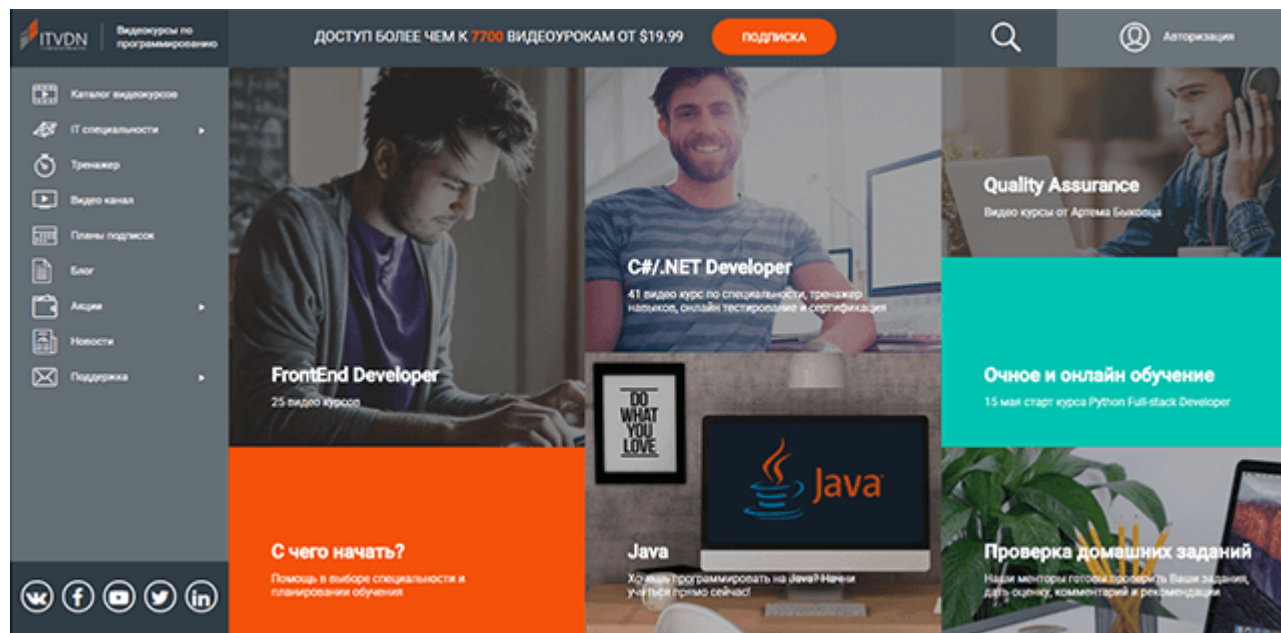 ITVDN
Видеокурсы по
программированию
ДОСТУП БОЛЕЕ ЧЕМ К 7700 ВИДЕОУРОКАМ ОТ $19.99
ПОДПИСКА
Авторизация
Каталог видеокурсов
IT специальности
Тренажер
Видео канал
Планы подписок
Блог
Акции
Новости
Поддержка
FrontEnd Developer
25 видео курсов
C#/.NET Developer
41 видео курс по специальности, тренажер
навыков, онлайн тестирование и сертификация
Quality Assurance
Видео курсы от Артема Быковца
Очное и онлайн обучение
15 мая старт курса Python Full-stack Developer
С чего начать?
Помощь в выборе специальности и
планировании обучения
DO
WHAT
YOU
LOVE
Java
Java
Хочешь программировать на Java? Начни
учиться прямо сейчас!
Проверка домашних заданий
Наши менторы готовы проверить Ваши задания,
дать оценку, комментарий и рекомендации